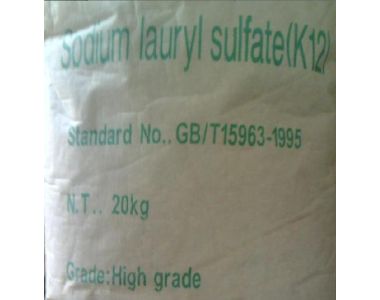 Sodium lauryl sulfate(K12)
Standard No.. GB/T15963-1995
N.T.. 20kg
Grade:High grade